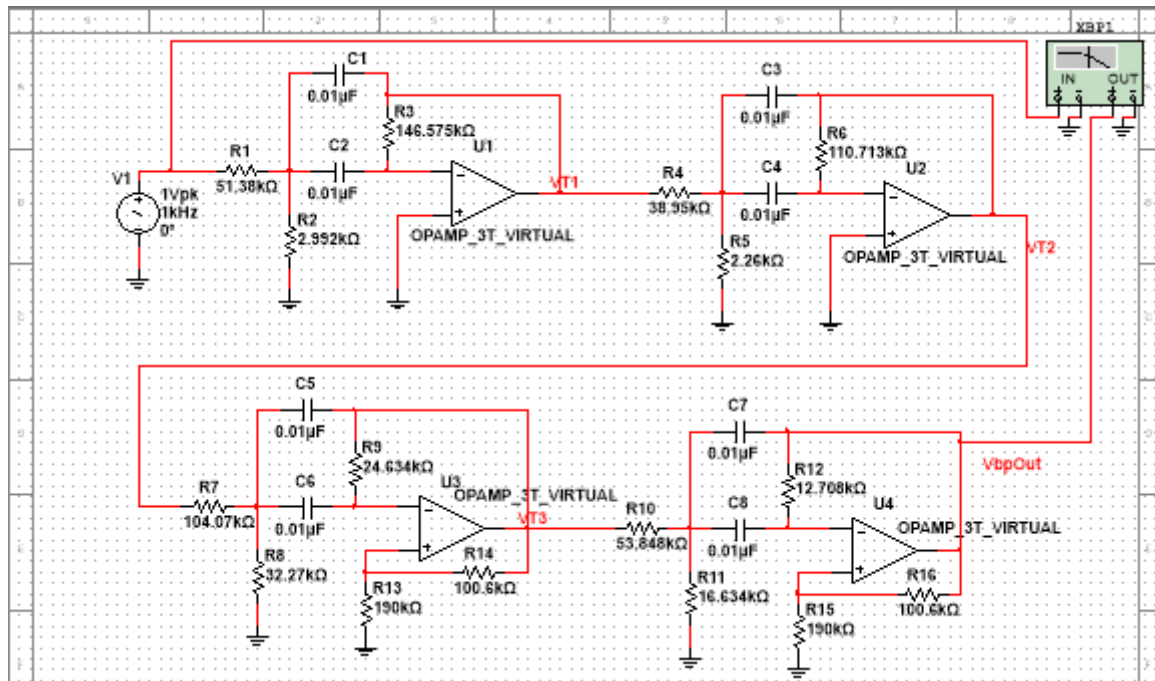 XBP1
IN OUT
C1
0.01µF
R3
146.575kΩ
U1
C2
0.01µF
R1
51.38kΩ
V1
1Vpk
1kHz
0°
R2
2.992kΩ
OPAMP_3T_VIRTUAL
VT1
C3
0.01µF
R6
110.713kΩ
U2
R4
38.95kΩ
C4
0.01µF
R5
2.26kΩ
OPAMP_3T_VIRTUAL
VT2
C5
0.01µF
R9
24.634kΩ
U3
OPAMP_3T_VIRTUAL
R7
104.07kΩ
C6
0.01µF
VT3
R8
32.27kΩ
R14
100.6kΩ
R13
190kΩ
C7
0.01µF
VbpOut
R12
12.708kΩ
U4
OPAMP_3T_VIRTUAL
R10
53.848kΩ
C8
0.01µF
R11
16.634kΩ
R16
100.6kΩ
R15
190kΩ